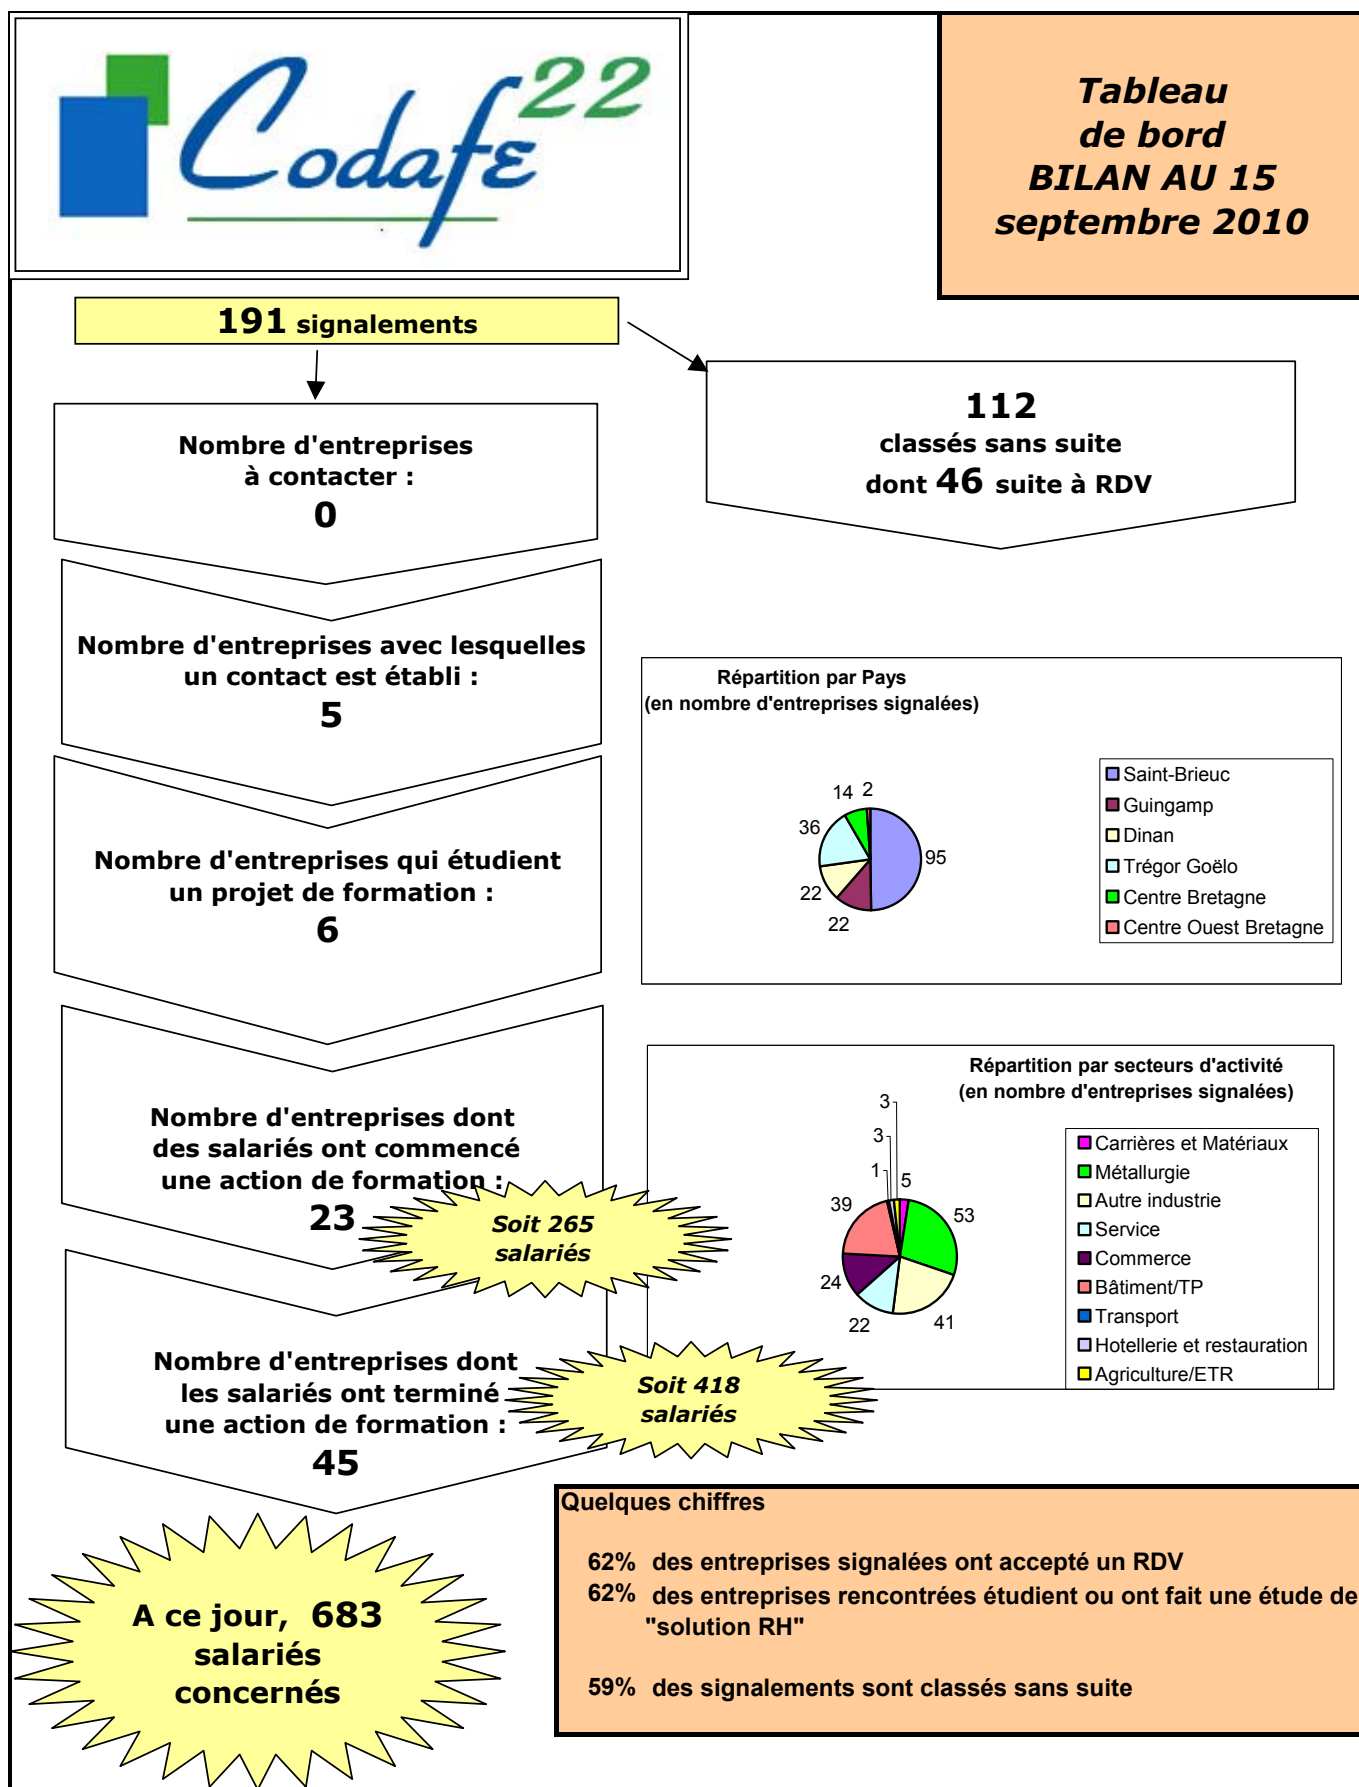 Codafe 22
Tableau
de bord
BILAN AU 15
septembre 2010
191 signalements
112
classés sans suite
dont 46 suite à RDV
Nombre d'entreprises
à contacter :
0
Nombre d'entreprises avec lesquelles
un contact est établi :
5
Nombre d'entreprises qui étudient
un projet de formation :
6
Nombre d'entreprises dont
des salariés ont commencé
une action de formation :
23
Soit 265
salariés
Nombre d'entreprises dont
les salariés ont terminé
une action de formation :
45
Soit 418
salariés
A ce jour, 683
salariés
concernés
Répartition par Pays
(en nombre d'entreprises signalées)
14 2
36
95
22
22
Saint-Brieuc
Guingamp
Dinan
Trégor Goëlo
Centre Bretagne
Centre Ouest Bretagne
Répartition par secteurs d'activité
(en nombre d'entreprises signalées)
3
3
1
5
39
53
24
22
41
Carrières et Matériaux
Métallurgie
Autre industrie
Service
Commerce
Bâtiment/TP
Transport
Hotellerie et restauration
Agriculture/ETR
Quelques chiffres
62% des entreprises signalées ont accepté un RDV
62% des entreprises rencontrées étudient ou ont fait une étude de
"solution RH"
59% des signalements sont classés sans suite